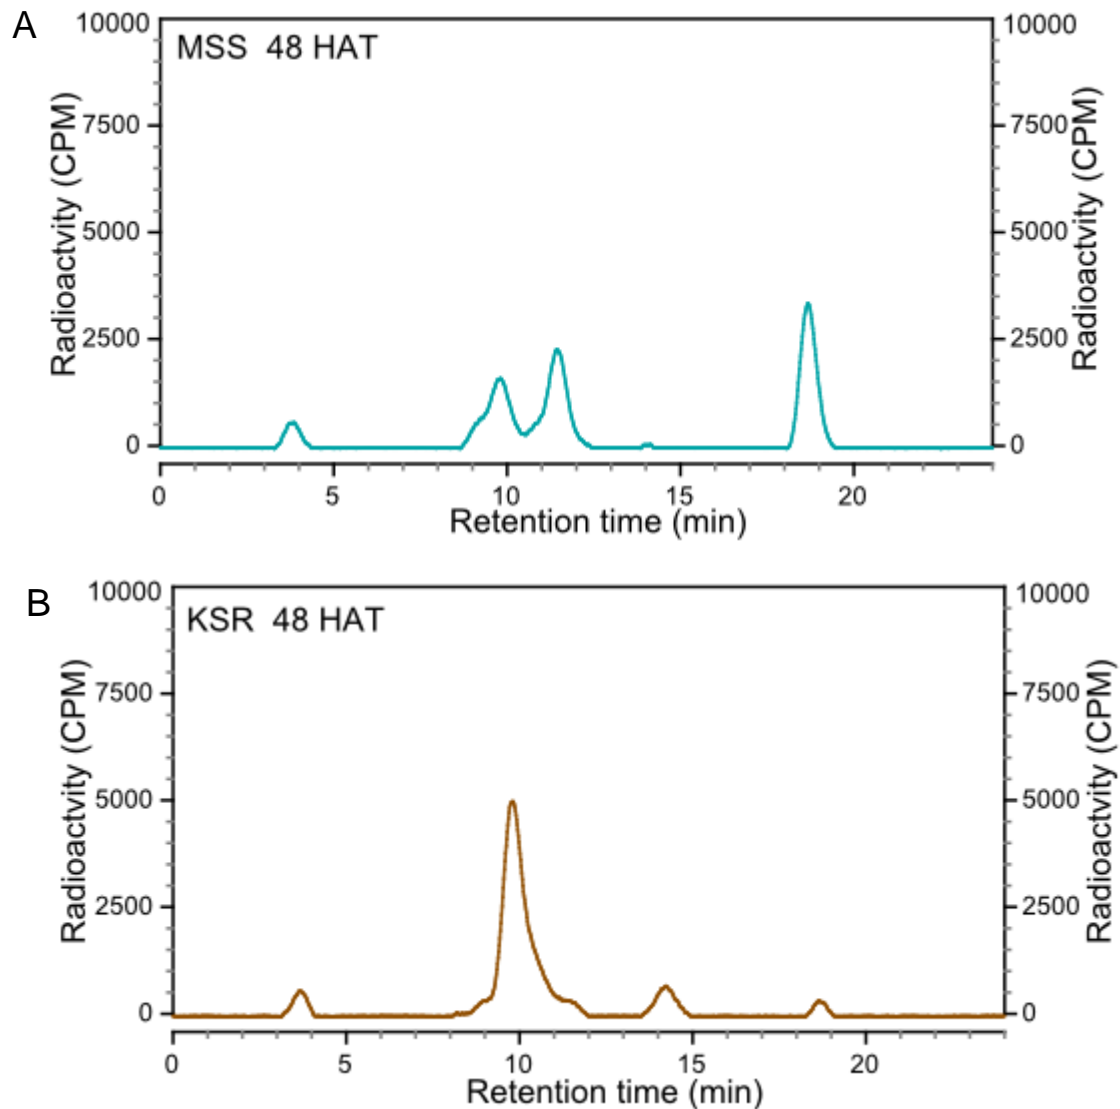 A
MSS 48 HAT
10000
7500
5000
2500
0
Radioactvity (CPM)
10000
7500
5000
2500
0
Radioactvity (CPM)
0 5 10 15 20
Retention time (min)
B
KSR 48 HAT
10000
7500
5000
2500
0
Radioactvity (CPM)
10000
7500
5000
2500
0
Radioactvity (CPM)
0 5 10 15 20
Retention time (min)